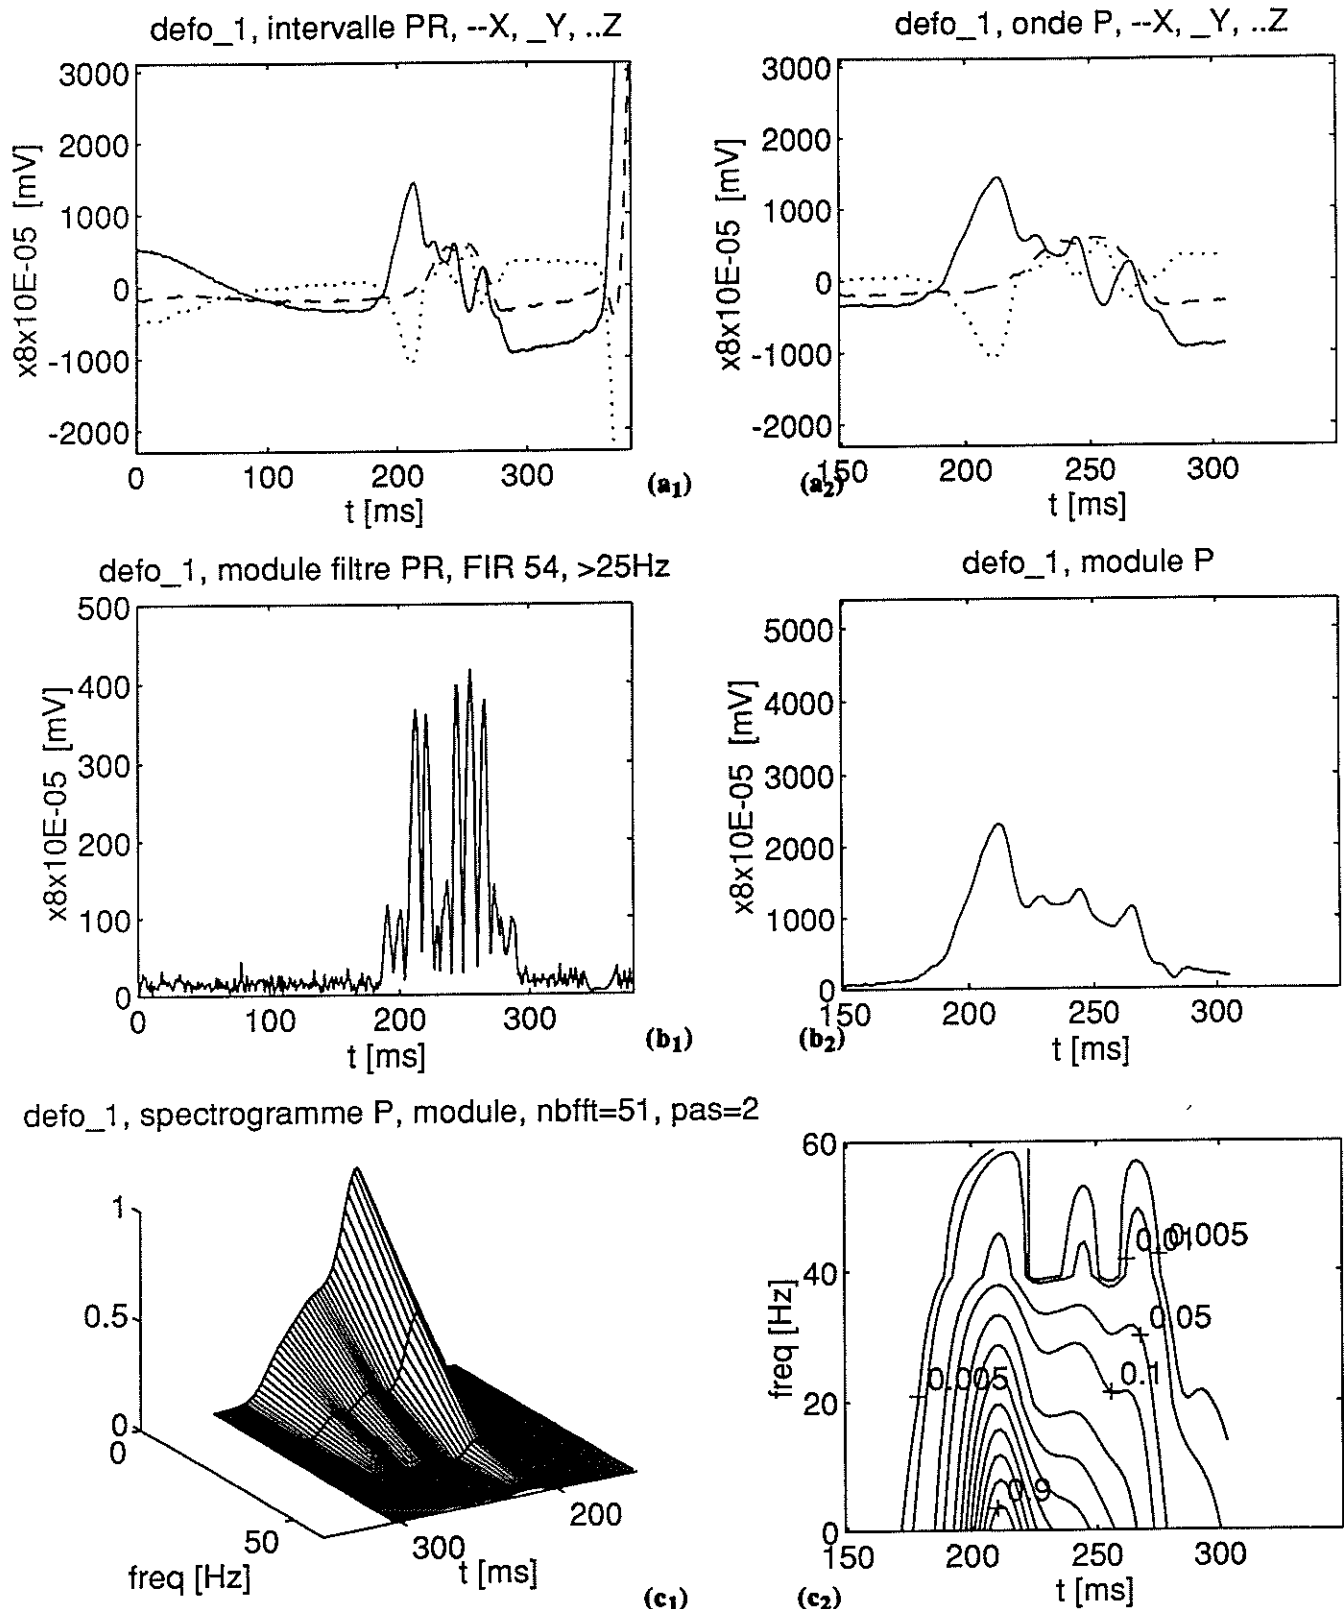 defo_1, intervalle PR, --X, _Y, ..Z
x8x10E-05 [mV]
3000
2000
1000
0
-1000
-2000
0
100
200
300
t [ms]
(a1)
defo_1, onde P, --X, _Y, ..Z
x8x10E-05 [mV]
3000
2000
1000
0
-1000
-2000
150
200
250
300
t [ms]
(a2)
defo_1, module filtre PR, FIR 54, >25Hz
x8x10E-05 [mV]
500
400
300
200
100
0
0
100
200
300
t [ms]
(b1)
defo_1, module P
x8x10E-05 [mV]
5000
4000
3000
2000
1000
0
150
200
250
300
t [ms]
(b2)
defo_1, spectrogramme P, module, nbfft=51, pas=2
1
0.5
0
0
50
freq [Hz]
300
200
t [ms]
(c1)
freq [Hz]
60
40
20
0
150
200
250
300
t [ms]
0.01
0.005
0.05
0.1
0.005
0.9
(c2)